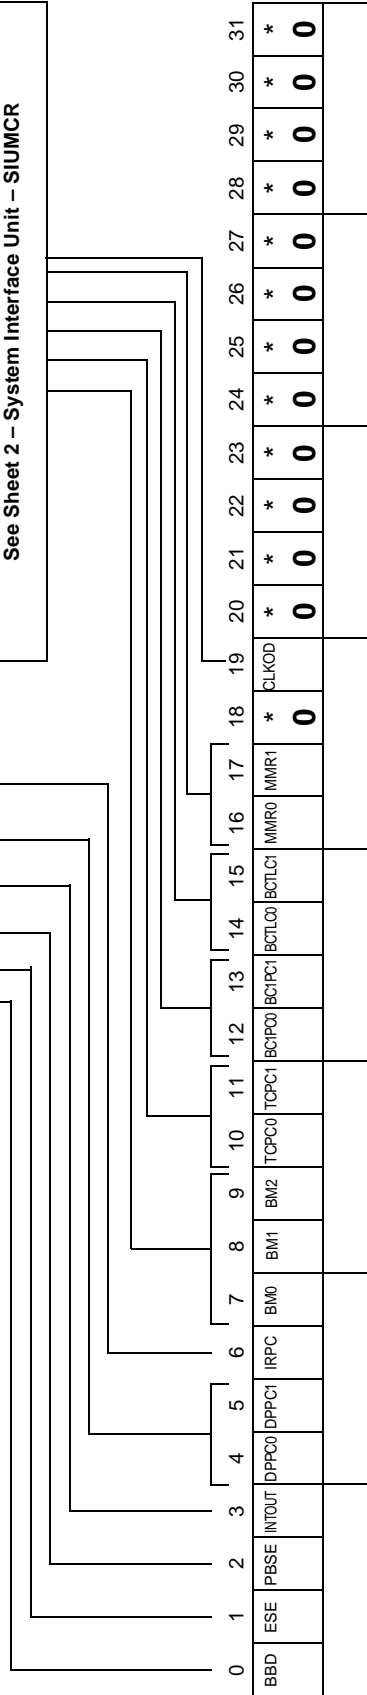 See Sheet 2 – System Interface Unit – SIUMCR
0 1 2 3 4 5 6 7 8 9 10 11 12 13 14 15 16 17 18 19 20 21 22 23 24 25 26 27 28 29 30 31
BBD ESE PBSE INTOUT DPPC0 DPPC1 IRPC BM0 BM1 BM2 TCPC0 TCPC1 BC1PC0 BC1PC1 BCTLC0 BCTLC1 MMR0 MMR1 * CLKOD * * * * * * * * * * * *
0 0 0 0 0 0 0 0 0 0 0 0 0